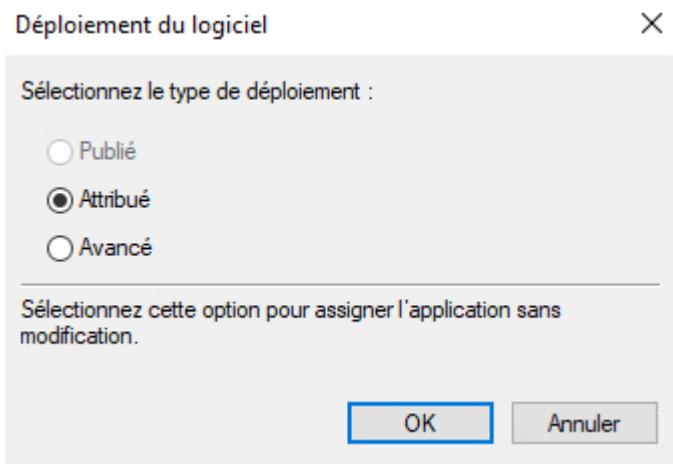 Déploiement du logiciel
Sélectionnez le type de déploiement :
Publié
Attribué
Avancé
Sélectionnez cette option pour assigner l'application sans
modification.
OK
Annuler